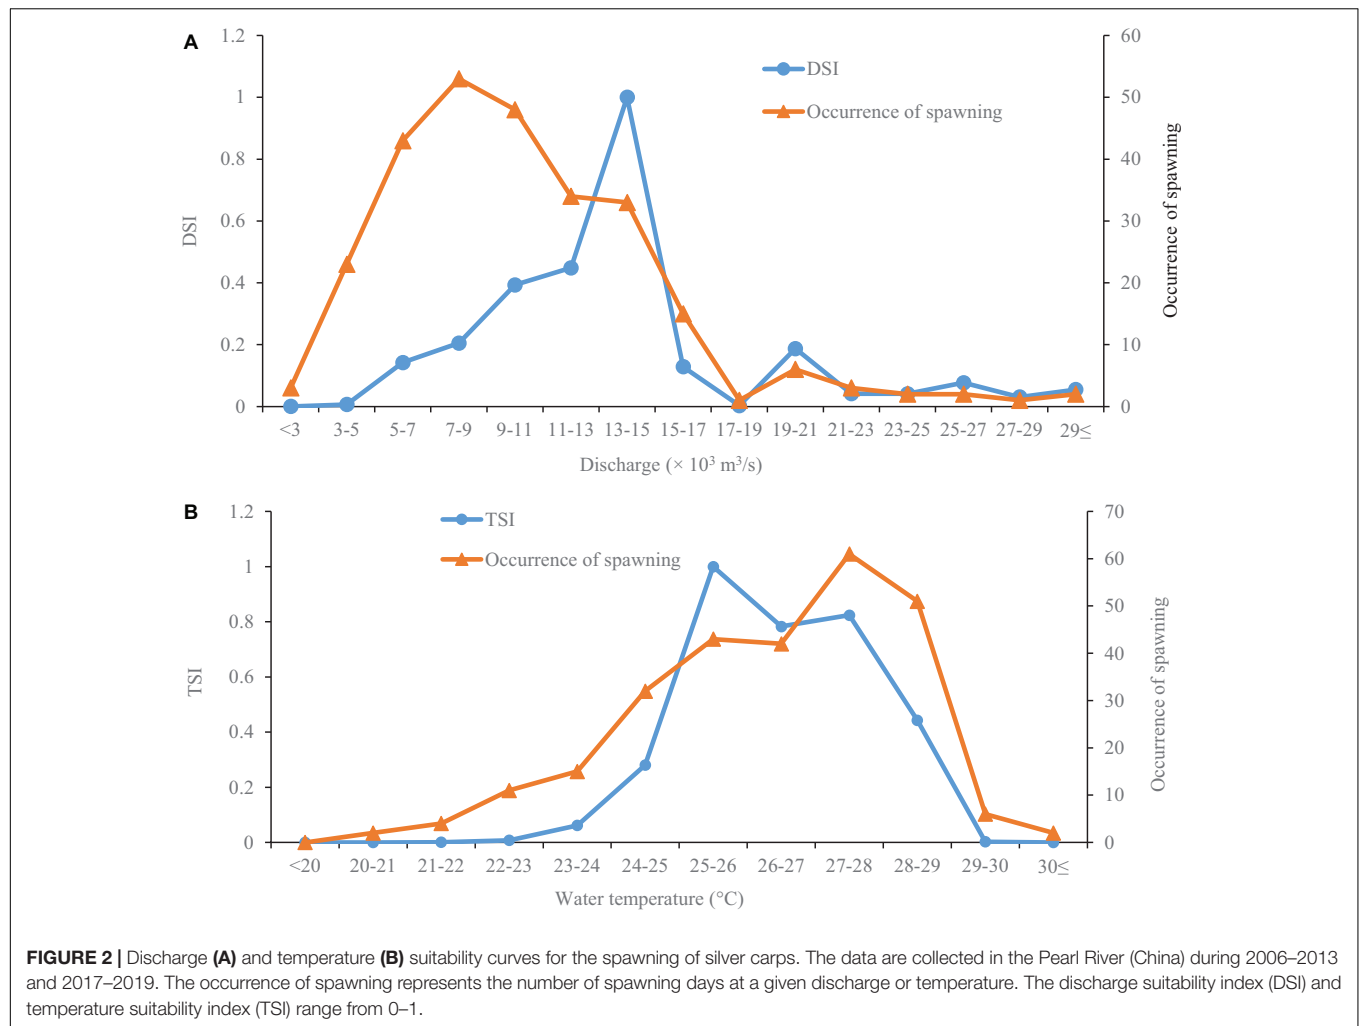 A
1.2
1
0.8
0.6
0.4
0.2
0
DSI
60
50
40
30
20
10
0
Occurrence of spawning
DSI
Occurrence of spawning
<3 3-5 5-7 7-9 9-11 11-13 13-15 15-17 17-19 19-21 21-23 23-25 25-27 27-29 29≤
Discharge (× 10³ m³/s)
B
1.2
1
0.8
0.6
0.4
0.2
0
TSI
70
60
50
40
30
20
10
0
Occurrence of spawning
TSI
Occurrence of spawning
<20 20-21 21-22 22-23 23-24 24-25 25-26 26-27 27-28 28-29 29-30 30≤
Water temperature (°C)
FIGURE 2 | Discharge (A) and temperature (B) suitability curves for the spawning of silver carps. The data are collected in the Pearl River (China) during 2006–2013
and 2017–2019. The occurrence of spawning represents the number of spawning days at a given discharge or temperature. The discharge suitability index (DSI) and
temperature suitability index (TSI) range from 0–1.